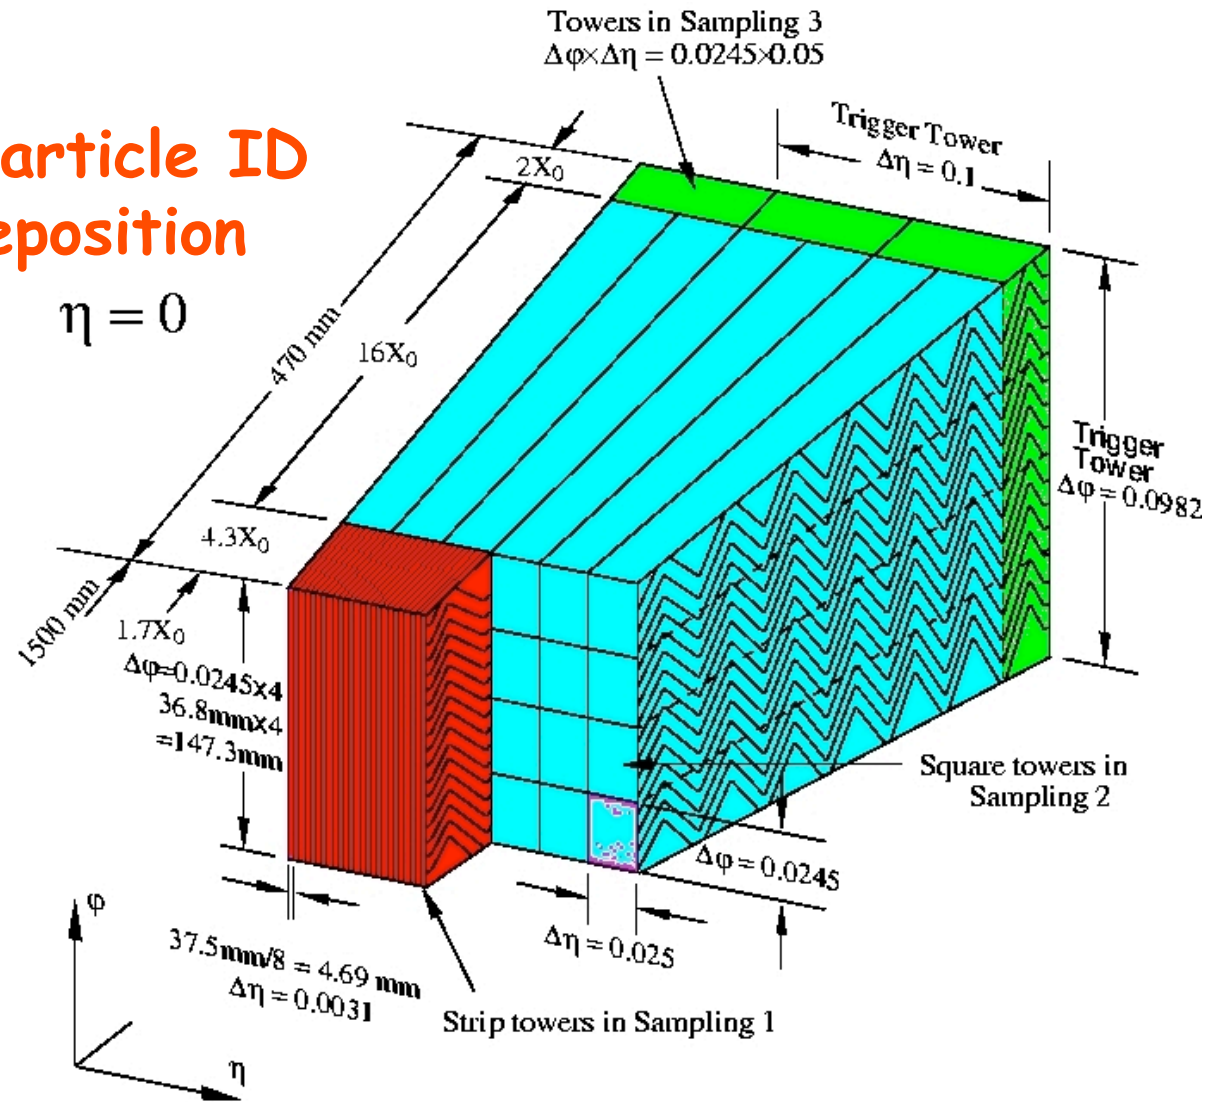 Towers in Sampling 3
Δφ×Δη = 0.0245×0.05
article ID
eposition
η = 0
Trigger Tower
Δη = 0.1
2X₀
470 mm
16X₀
Trigger
Tower
Δφ = 0.0982
4.3X₀
1500 mm
1.7X₀
Δφ=0.0245x4
36.8mmx4
=147.3mm
Square towers in
Sampling 2
Δφ = 0.0245
Δη = 0.025
37.5mm/8 = 4.69 mm
Δη = 0.0031
Strip towers in Sampling 1
φ
η